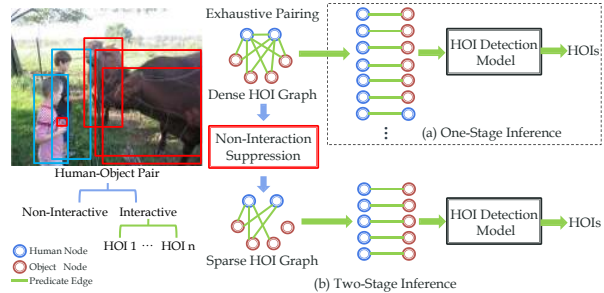 Exhaustive Pairing
Dense HOI Graph
HOI Detection
Model
HOIs
(a) One-Stage Inference
Non-Interaction
Suppression
Human-Object Pair
Non-Interactive Interactive
HOI 1 ··· HOI n
Human Node
Object Node
Predicate Edge
Sparse HOI Graph
HOI Detection
Model
HOIs
(b) Two-Stage Inference